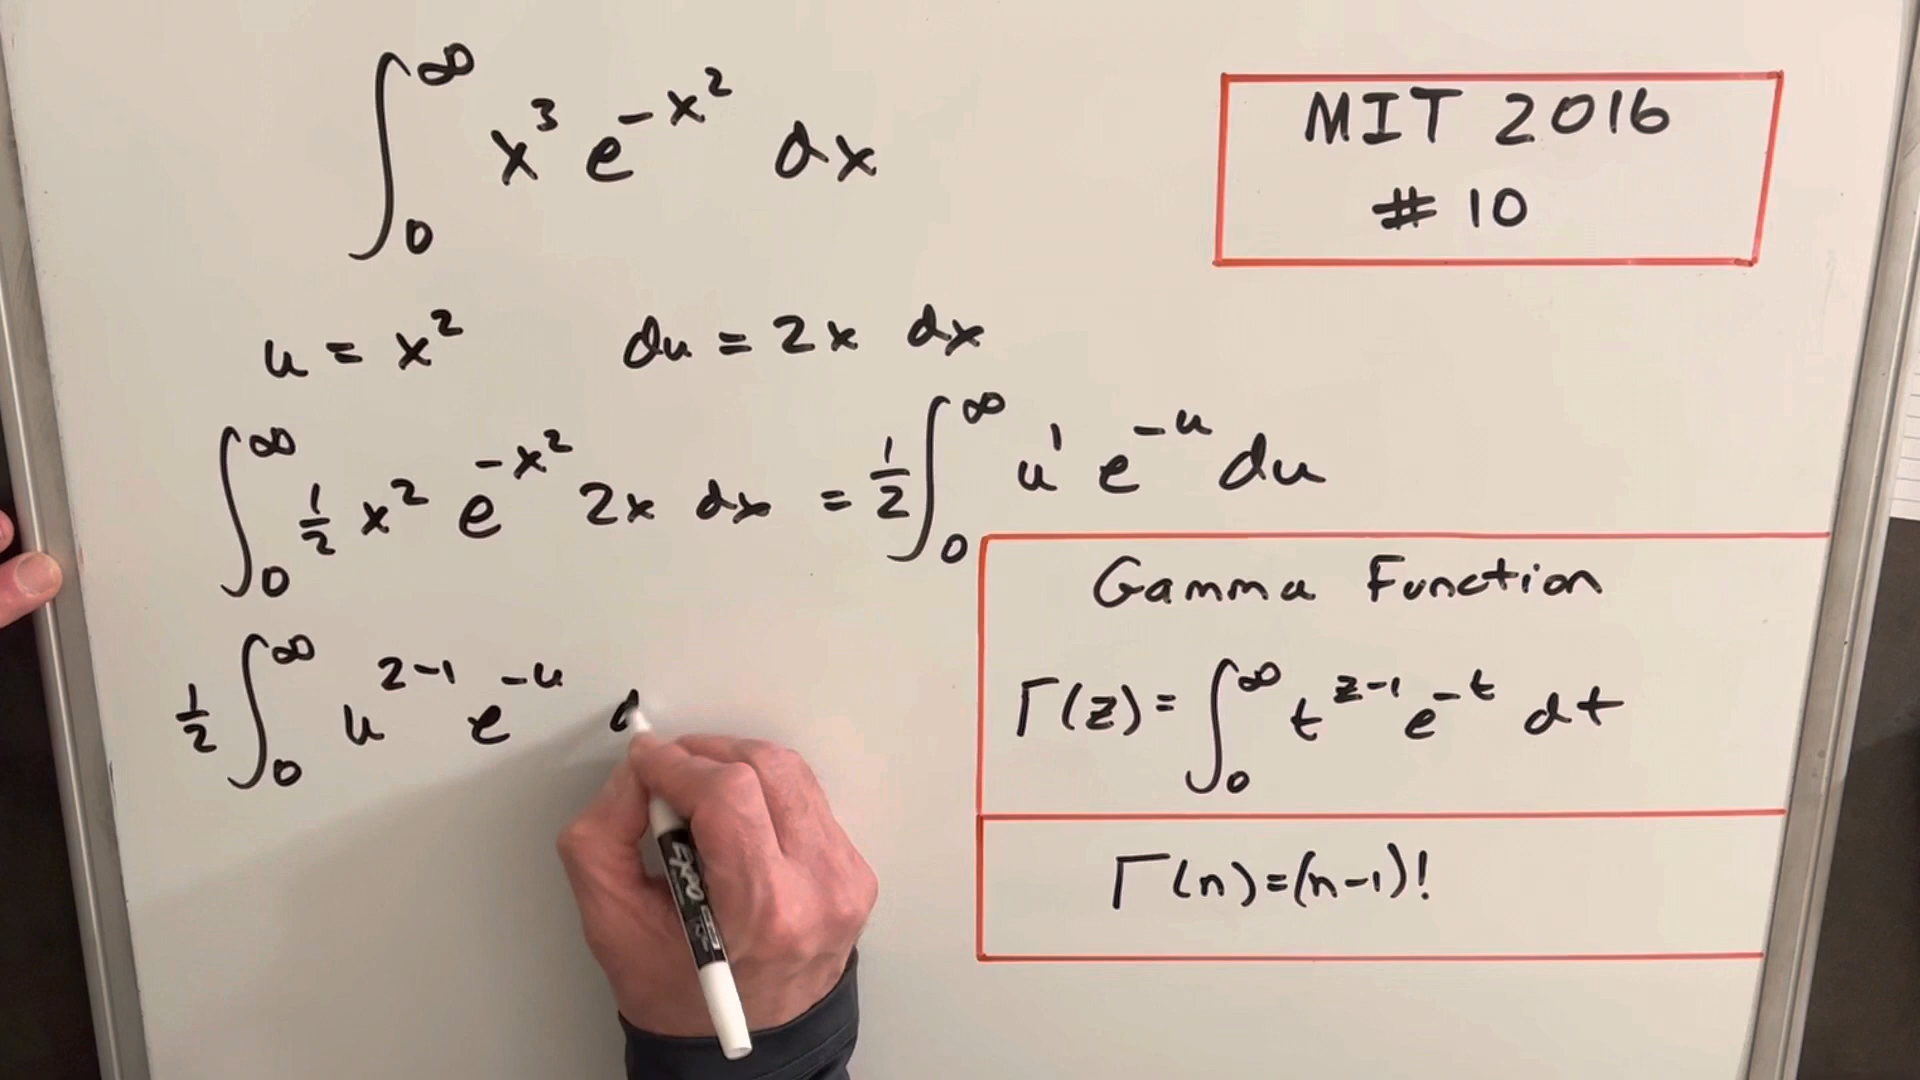 ∫₀^∞ x³ e^(-x²) dx
MIT 2016
# 10
u = x² du = 2x dx
∫₀^∞ ½ x² e^(-x²) 2x dx = ½ ∫₀^∞ u¹ e^(-u) du
½ ∫₀^∞ u^(2-1) e^(-u) d
Gamma Function
Γ(z) = ∫₀^∞ t^(z-1) e^(-t) dt
Γ(n) = (n-1)!
EXPO